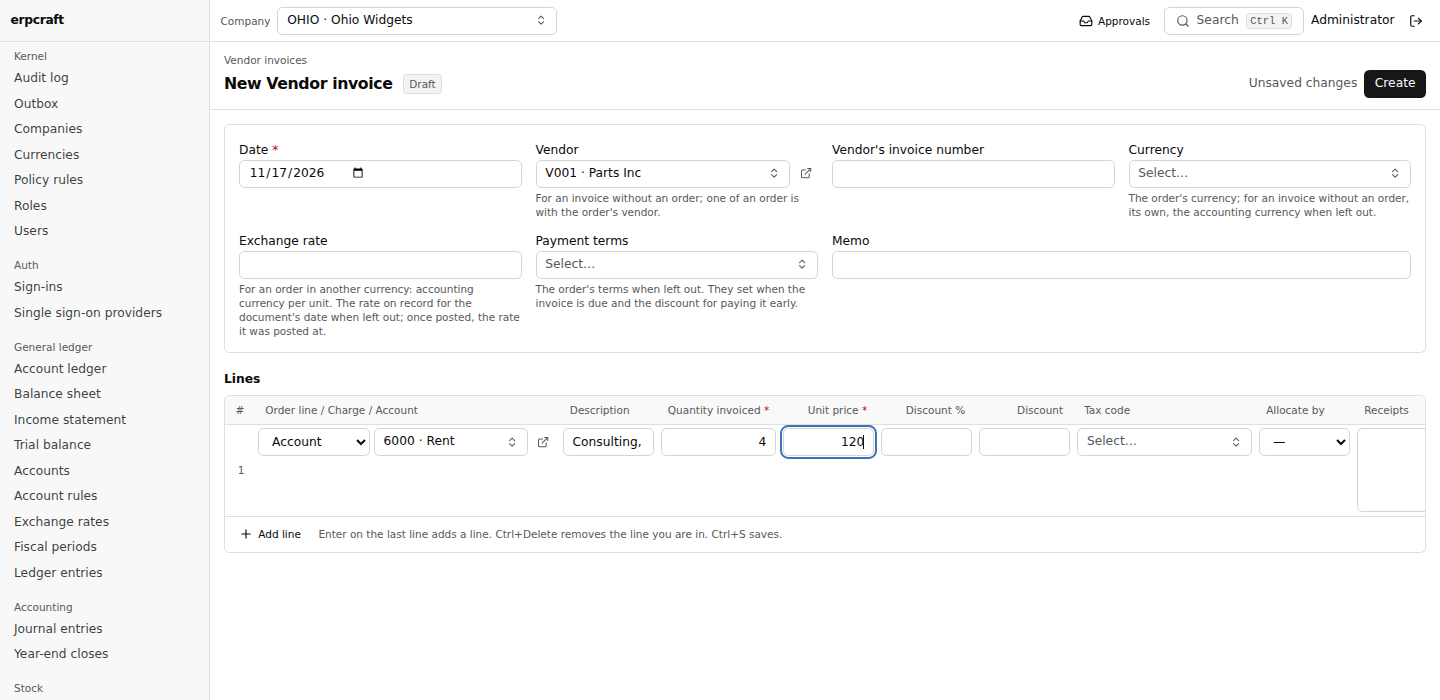 erpcraft
Company
OHIO · Ohio Widgets
Approvals
Search
Ctrl K
Administrator
Kernel
Audit log
Outbox
Companies
Currencies
Policy rules
Roles
Users
Auth
Sign-ins
Single sign-on providers
General ledger
Account ledger
Balance sheet
Income statement
Trial balance
Accounts
Account rules
Exchange rates
Fiscal periods
Ledger entries
Accounting
Journal entries
Year-end closes
Stock
Vendor invoices
New Vendor invoice
Draft
Unsaved changes
Create
Date *
11/17/2026
Vendor
V001 · Parts Inc
For an invoice without an order; one of an order is
with the order's vendor.
Vendor's invoice number
Currency
Select...
The order's currency; for an invoice without an order,
its own, the accounting currency when left out.
Exchange rate
For an order in another currency: accounting
currency per unit. The rate on record for the
document's date when left out; once posted, the rate
it was posted at.
Payment terms
Select...
The order's terms when left out. They set when the
invoice is due and the discount for paying it early.
Memo
Lines
# Order line / Charge / Account Description Quantity invoiced * Unit price * Discount % Discount Tax code Allocate by Receipts
1 Account 6000 · Rent Consulting, 4 120 Select... —
Add line
Enter on the last line adds a line. Ctrl+Delete removes the line you are in. Ctrl+S saves.